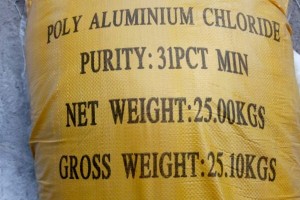 POLY ALUMINIUM CHLORIDE
PURITY:31PCT MIN
NET WEIGHT:25.00KGS
GROSS WEIGHT:25.10KGS